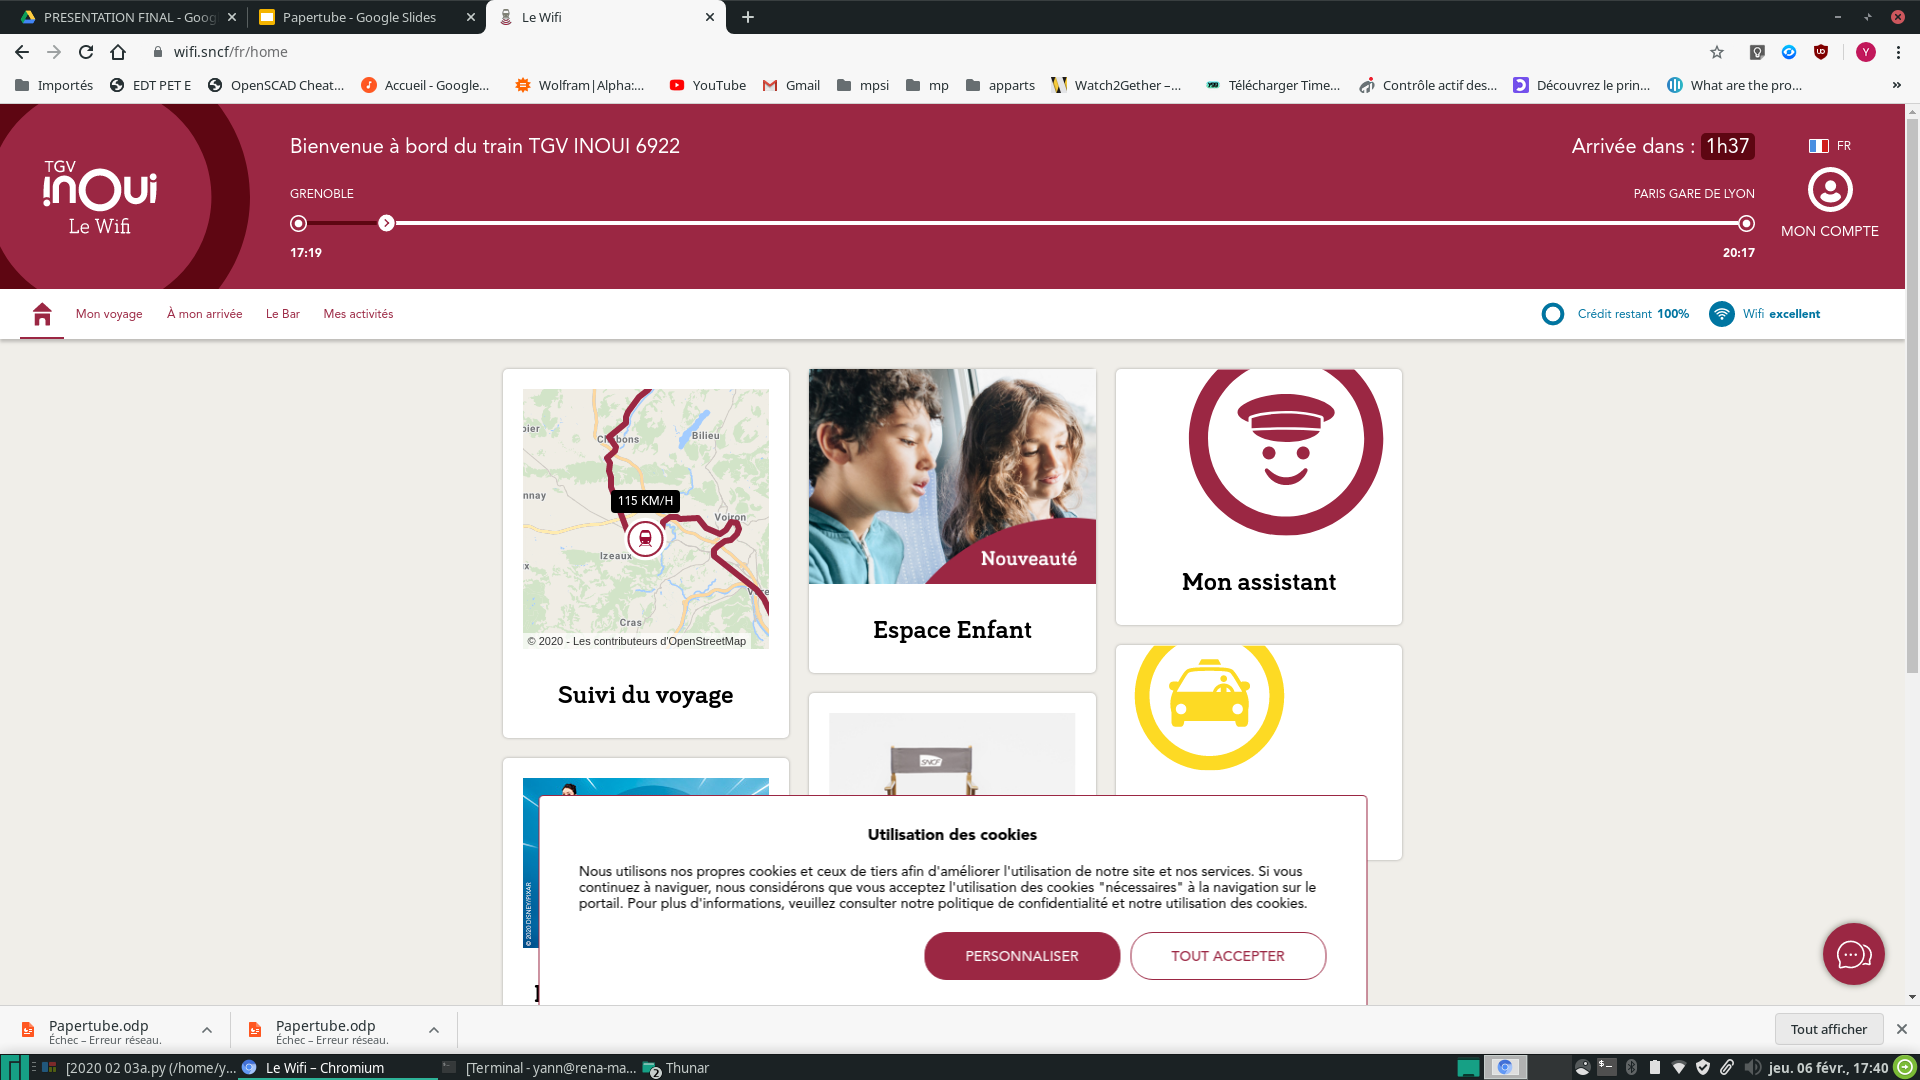 PRESENTATION FINAL - Goog
Papertube - Google Slides
Le Wifi
wifi.sncf/fr/home
Y
Importés
EDT PET E
OpenSCAD Cheat...
Accueil - Google...
Wolfram|Alpha:...
YouTube
Gmail
mpsi
mp
apparts
Watch2Gether –...
Télécharger Time...
Contrôle actif des...
Découvrez le prin...
What are the pro...
»
TGV
inOui
Le Wifi
Bienvenue à bord du train TGV INOUI 6922
Arrivée dans : 1h37
FR
GRENOBLE
PARIS GARE DE LYON
17:19
20:17
MON COMPTE
Mon voyage
À mon arrivée
Le Bar
Mes activités
Crédit restant 100%
Wifi excellent
Bilieu
115 KM/H
Voiron
Izeaux
Cras
© 2020 - Les contributeurs d'OpenStreetMap
Suivi du voyage
Nouveauté
Espace Enfant
Mon assistant
SNCF
© 2020 DISNEY/PIXAR
Utilisation des cookies
Nous utilisons nos propres cookies et ceux de tiers afin d'améliorer l'utilisation de notre site et nos services. Si vous
continuez à naviguer, nous considérons que vous acceptez l'utilisation des cookies "nécessaires" à la navigation sur le
portail. Pour plus d'informations, veuillez consulter notre politique de confidentialité et notre utilisation des cookies.
PERSONNALISER
TOUT ACCEPTER
Papertube.odp
Échec – Erreur réseau.
Papertube.odp
Échec – Erreur réseau.
Tout afficher
[2020 02 03a.py (/home/y...
Le Wifi – Chromium
[Terminal - yann@rena-ma...
2
Thunar
jeu. 06 févr., 17:40